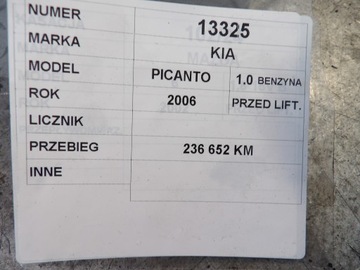 NUMER 13325
MARKA KIA
MODEL PICANTO 1.0 BENZYNA
ROK 2006 PRZED LIFT.
LICZNIK
PRZEBIEG 236 652 KM
INNE